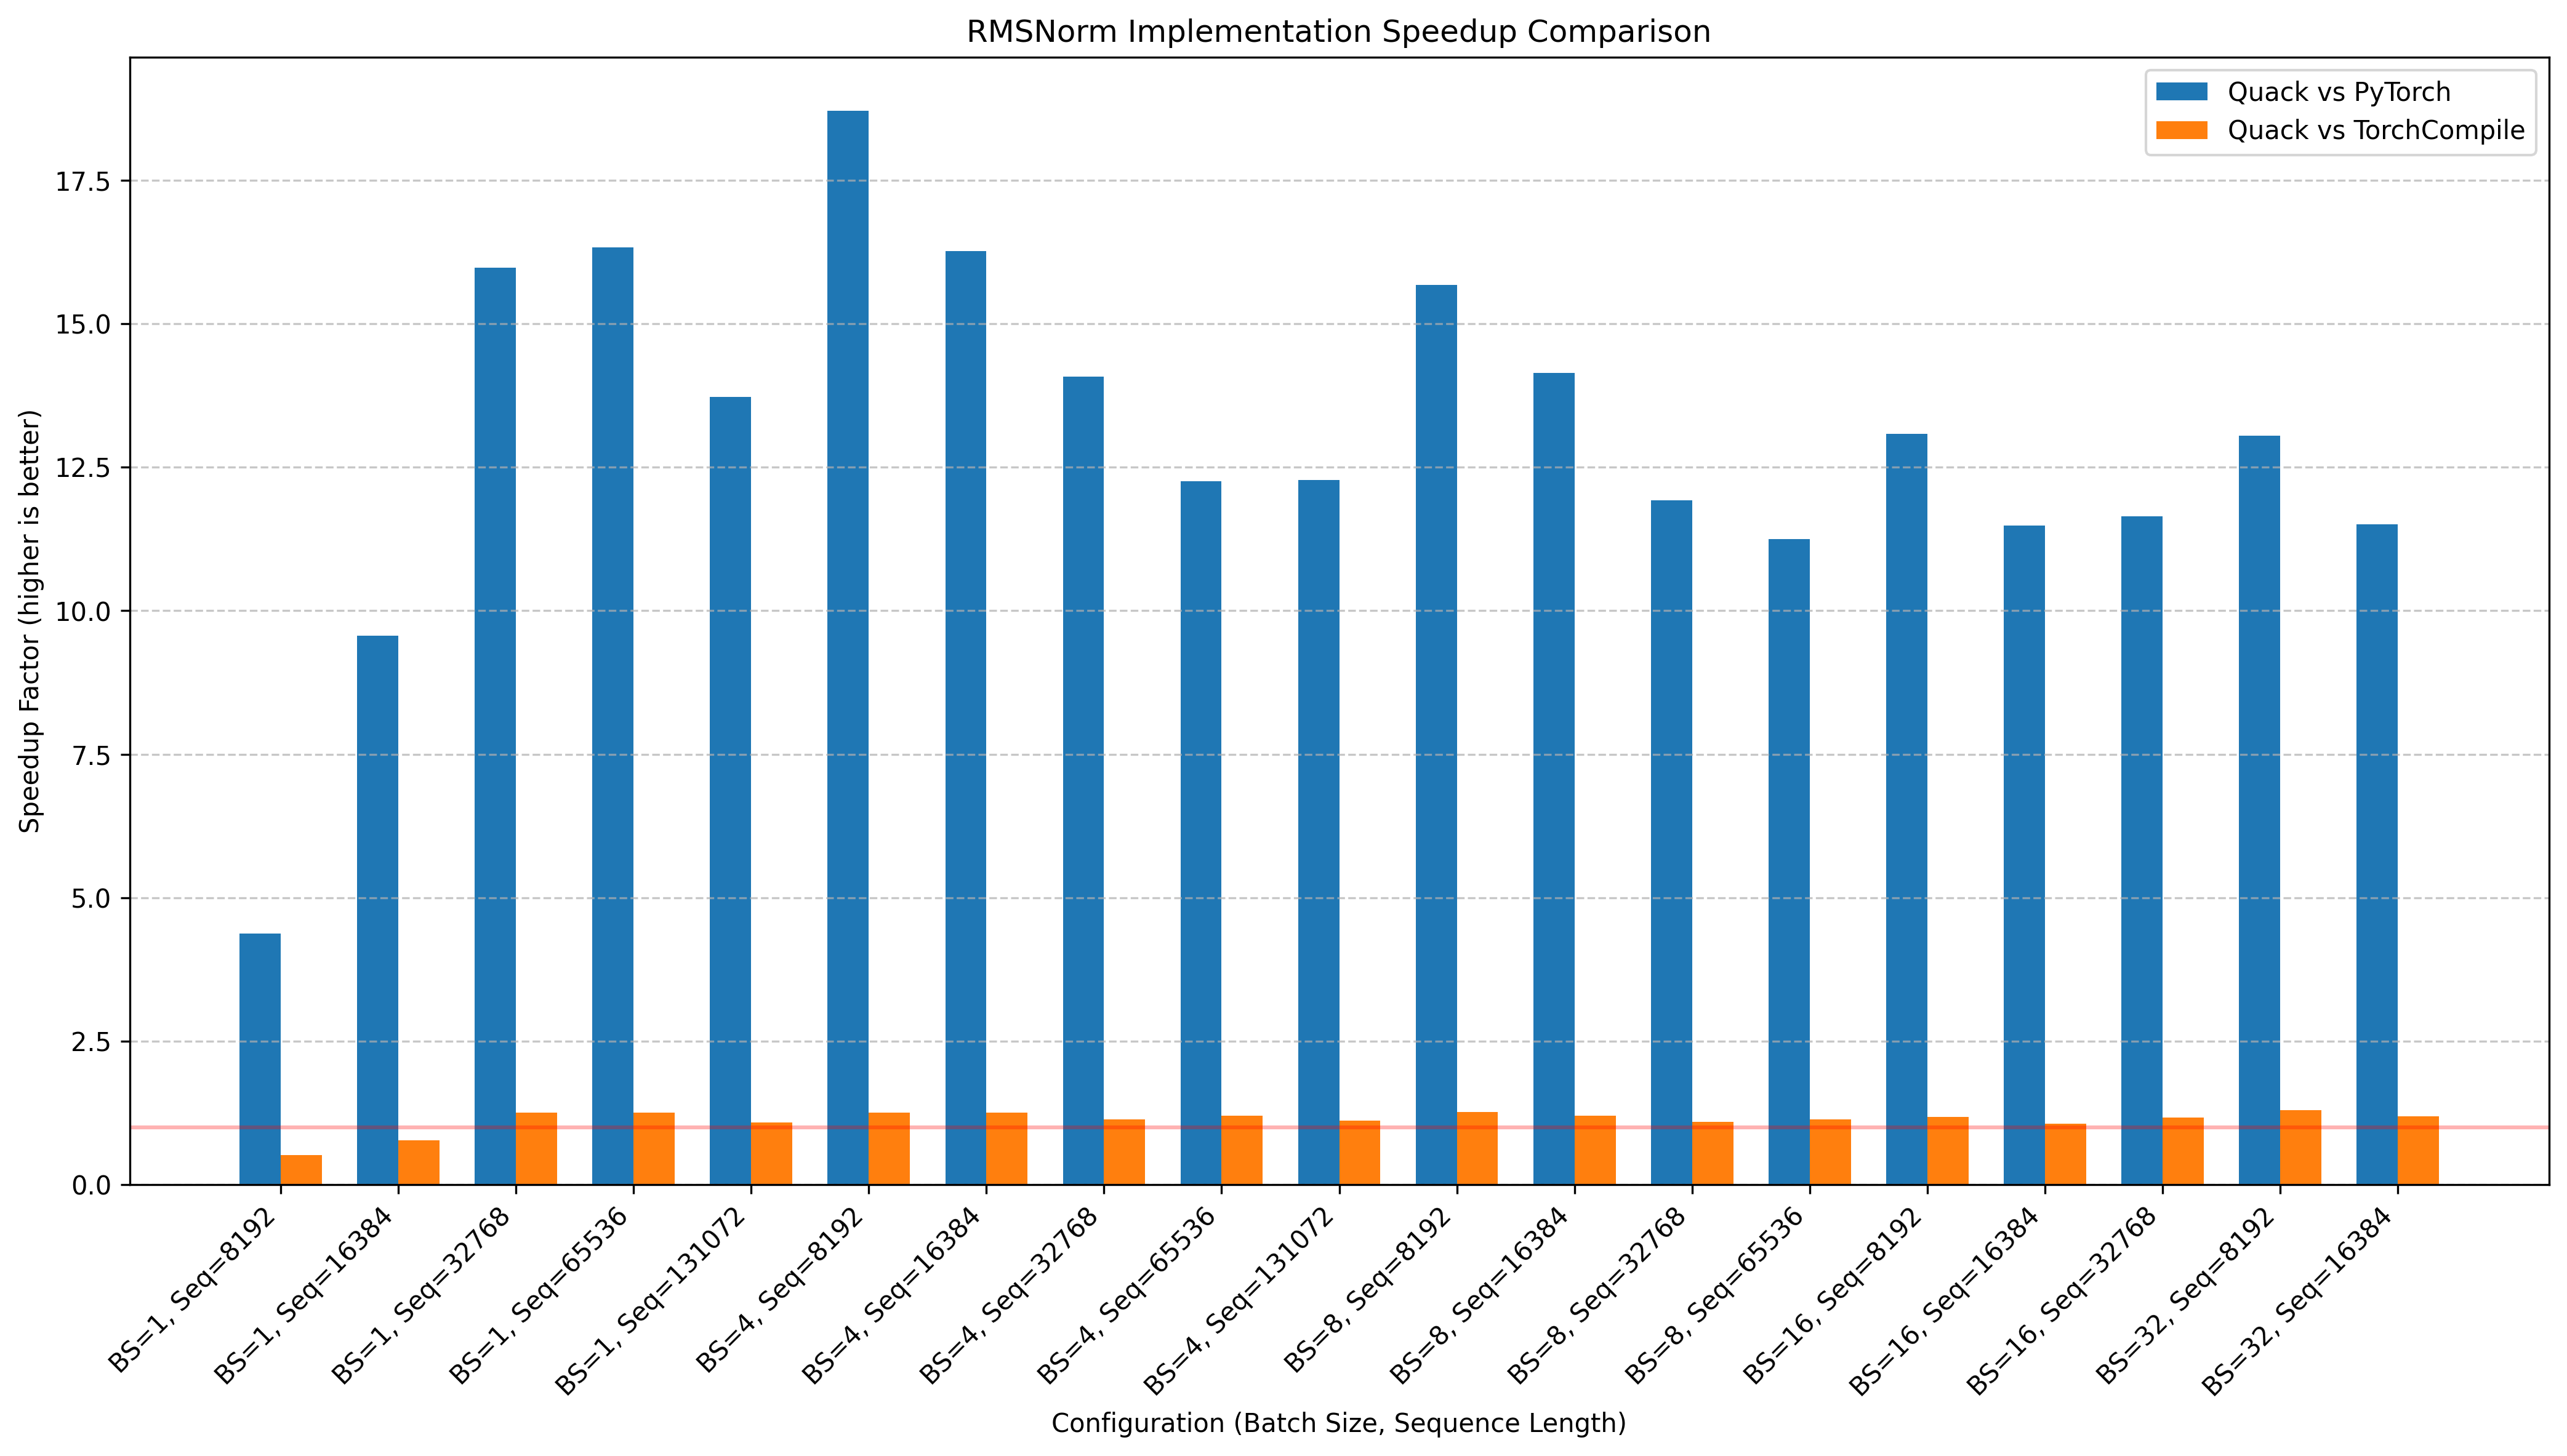 RMSNorm Implementation Speedup Comparison
Quack vs PyTorch
Quack vs TorchCompile
Speedup Factor (higher is better)
17.5
15.0
12.5
10.0
7.5
5.0
2.5
0.0
BS=1, Seq=8192
BS=1, Seq=16384
BS=1, Seq=32768
BS=1, Seq=65536
BS=1, Seq=131072
BS=4, Seq=8192
BS=4, Seq=16384
BS=4, Seq=32768
BS=4, Seq=65536
BS=4, Seq=131072
BS=8, Seq=8192
BS=8, Seq=16384
BS=8, Seq=32768
BS=8, Seq=65536
BS=16, Seq=8192
BS=16, Seq=16384
BS=16, Seq=32768
BS=32, Seq=8192
BS=32, Seq=16384
Configuration (Batch Size, Sequence Length)